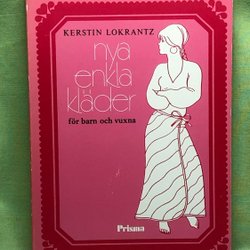 KERSTIN LOKRANTZ
nya
enkla
kläder
för barn och vuxna
Prisma